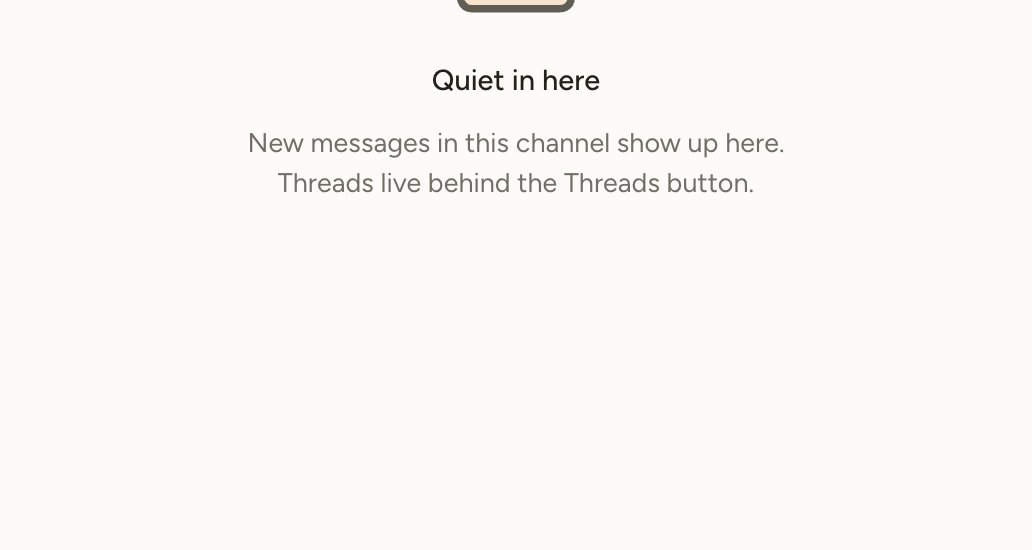 Quiet in here
New messages in this channel show up here.
Threads live behind the Threads button.